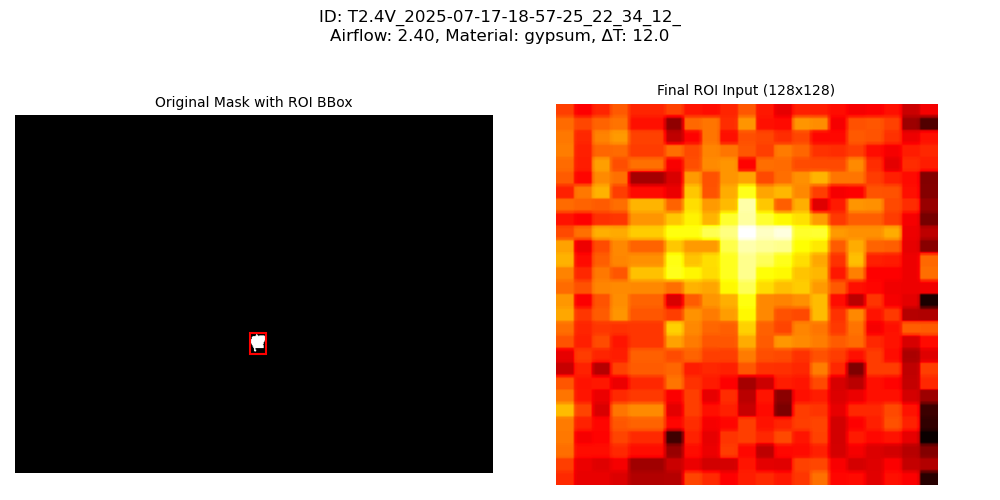 ID: T2.4V_2025-07-17-18-57-25_22_34_12_
Airflow: 2.40, Material: gypsum, ΔT: 12.0
Original Mask with ROI BBox
Final ROI Input (128x128)